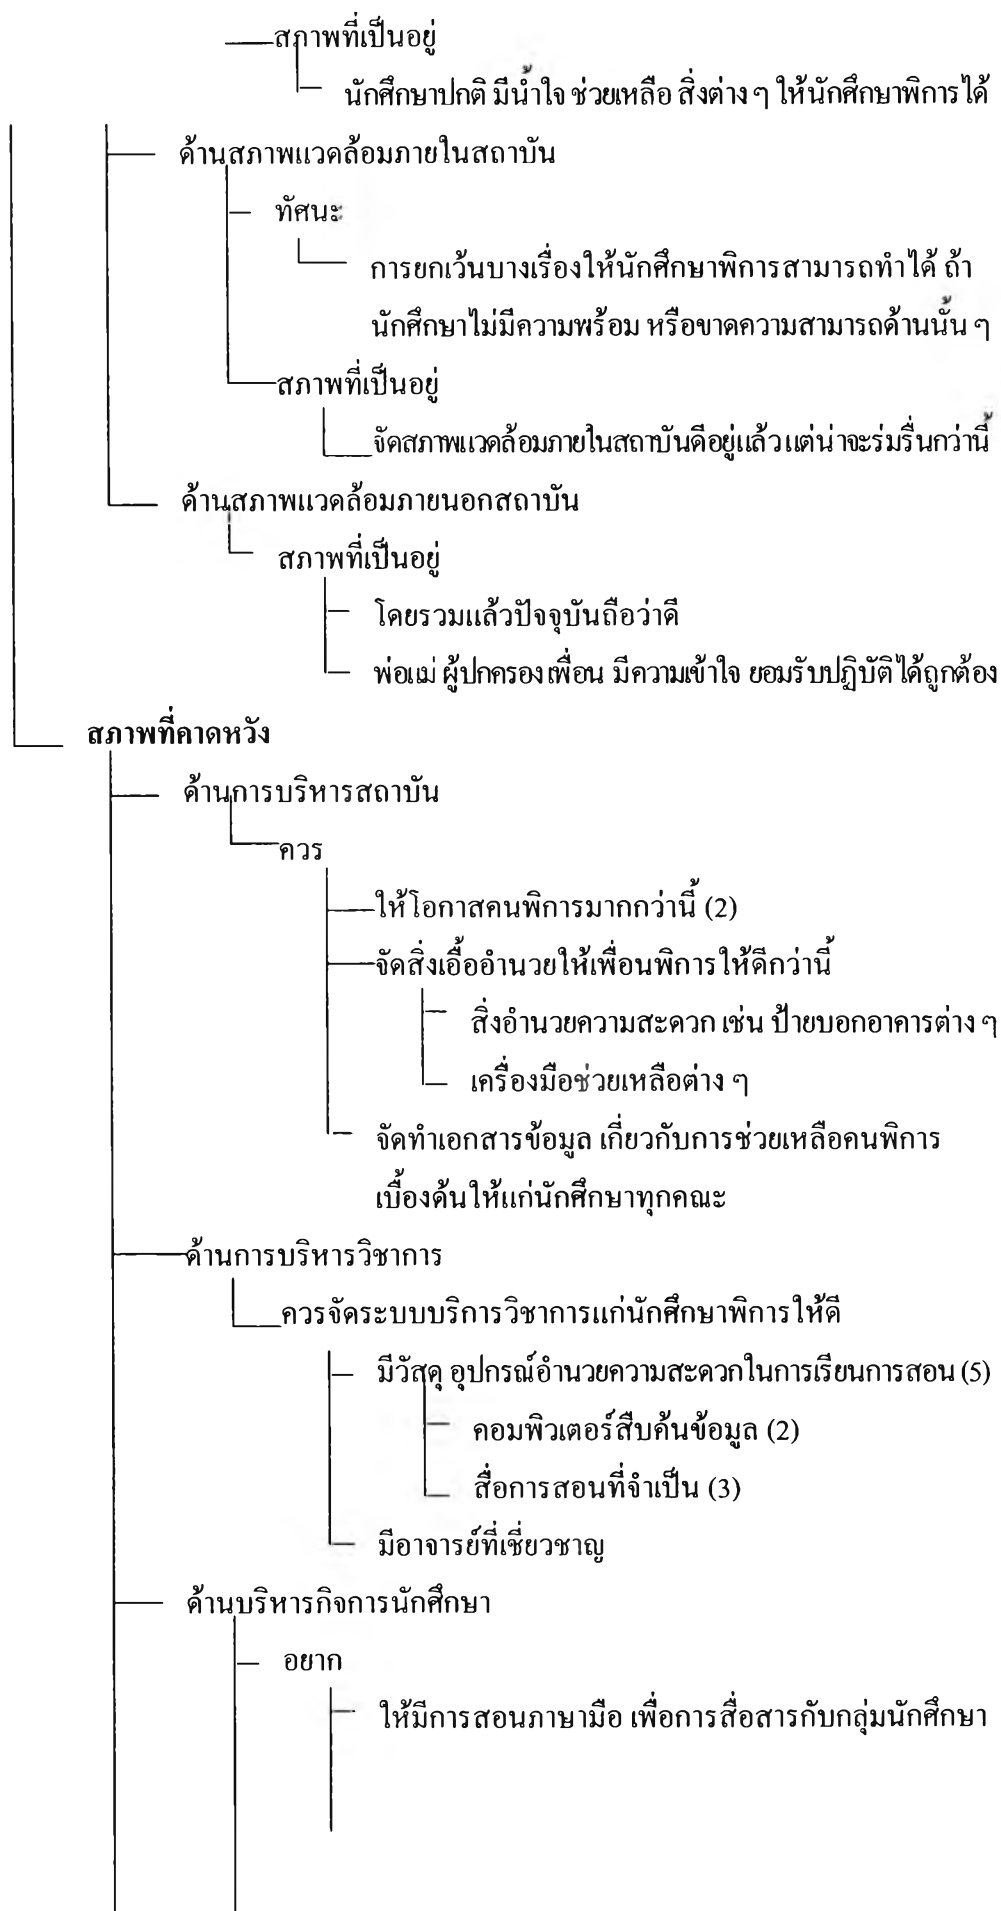 สภาพที่เป็นอยู่
นักศึกษาปกติ มีน้ำใจ ช่วยเหลือ สิ่งต่าง ๆ ให้นักศึกษาพิการได้
ด้านสภาพแวดล้อมภายในสถาบัน
ทัศนะ
การยกเว้นบางเรื่องให้นักศึกษาพิการสามารถทำได้ ถ้า
นักศึกษาไม่มีความพร้อม หรือขาดความสามารถด้านนั้น ๆ
สภาพที่เป็นอยู่
จัดสภาพแวดล้อมภายในสถาบันดีอยู่แล้ว แต่น่าจะร่มรื่นกว่านี้
ด้านสภาพแวดล้อมภายนอกสถาบัน
สภาพที่เป็นอยู่
โดยรวมแล้วปัจจุบันถือว่าดี
พ่อแม่ ผู้ปกครอง เพื่อน มีความเข้าใจ ยอมรับปฏิบัติได้ถูกต้อง
สภาพที่คาดหวัง
ด้านการบริหารสถาบัน
ควร
ให้โอกาสคนพิการมากกว่านี้ (2)
จัดสิ่งเอื้ออำนวยให้เพื่อนพิการให้ดีกว่านี้
สิ่งอำนวยความสะดวก เช่น ป้ายบอกอาคารต่าง ๆ
เครื่องมือช่วยเหลือต่าง ๆ
จัดทำเอกสารข้อมูล เกี่ยวกับการช่วยเหลือคนพิการ
เบื้องต้นให้แก่นักศึกษาทุกคณะ
ด้านการบริหารวิชาการ
ควรจัดระบบบริการวิชาการแก่นักศึกษาพิการให้ดี
มีวัสดุ อุปกรณ์อำนวยความสะดวกในการเรียนการสอน (5)
คอมพิวเตอร์สืบค้นข้อมูล (2)
สื่อการสอนที่จำเป็น (3)
มีอาจารย์ที่เชี่ยวชาญ
ด้านบริหารกิจการนักศึกษา
อยาก
ให้มีการสอนภาษามือ เพื่อการสื่อสารกับกลุ่มนักศึกษา